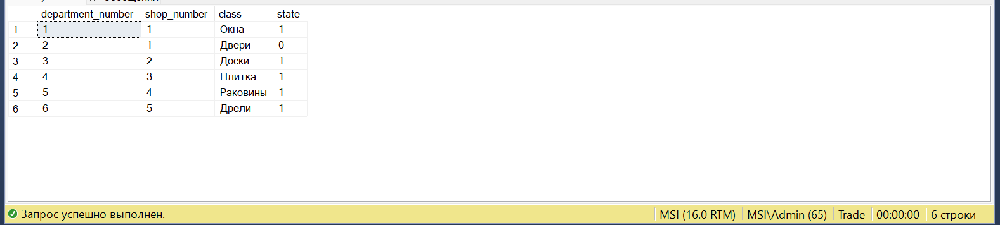 department_number shop_number class state
1 1 1 Окна 1
2 2 1 Двери 0
3 3 2 Доски 1
4 4 3 Плитка 1
5 5 4 Раковины 1
6 6 5 Дрели 1
Запрос успешно выполнен. MSI (16.0 RTM) MSI\Admin (65) Trade 00:00:00 6 строки